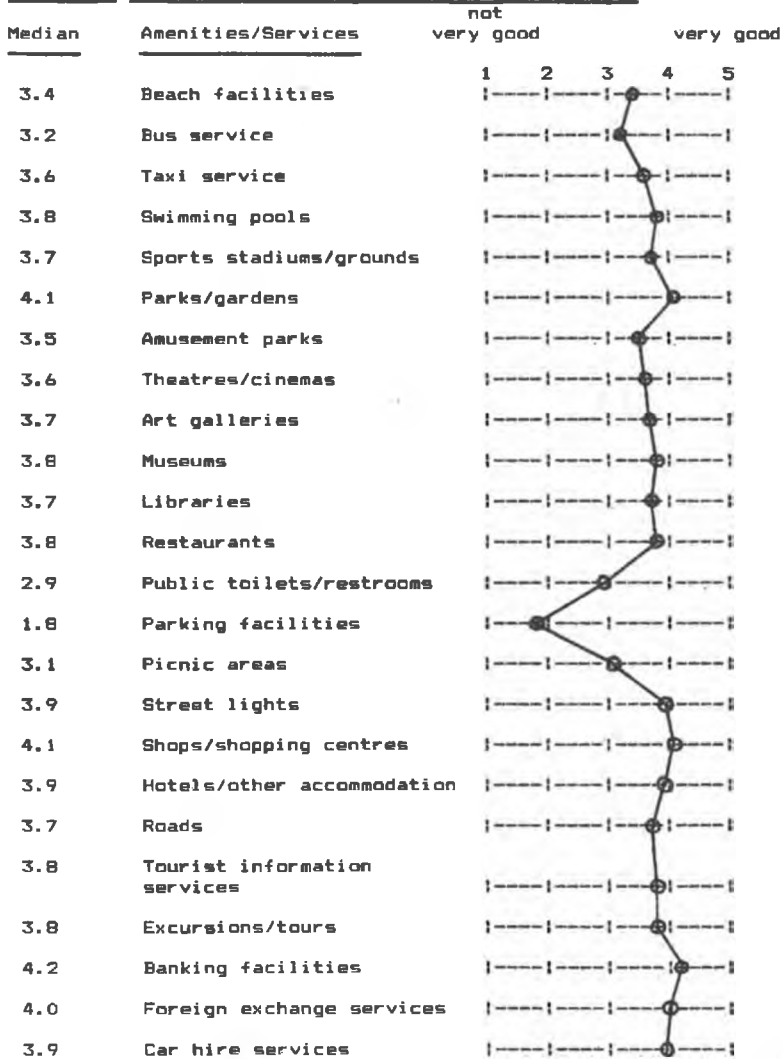 not
Median Amenities/Services very good very good
1 2 3 4 5
3.4 Beach facilities
3.2 Bus service
3.6 Taxi service
3.8 Swimming pools
3.7 Sports stadiums/grounds
4.1 Parks/gardens
3.5 Amusement parks
3.6 Theatres/cinemas
3.7 Art galleries
3.8 Museums
3.7 Libraries
3.8 Restaurants
2.9 Public toilets/restrooms
1.8 Parking facilities
3.1 Picnic areas
3.9 Street lights
4.1 Shops/shopping centres
3.9 Hotels/other accommodation
3.7 Roads
3.8 Tourist information
services
3.8 Excursions/tours
4.2 Banking facilities
4.0 Foreign exchange services
3.9 Car hire services